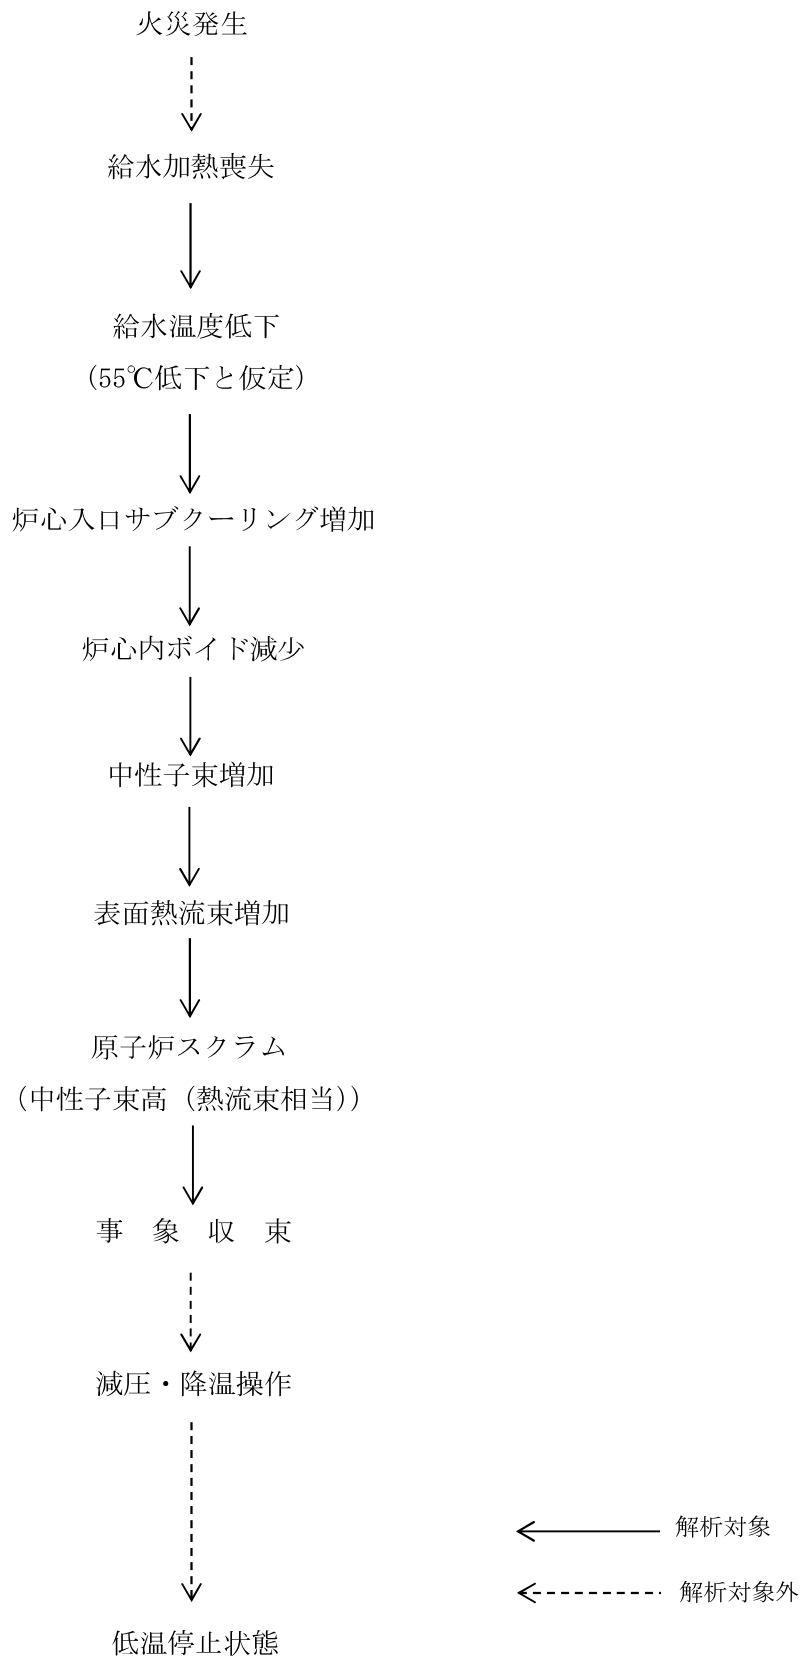 火災発生
給水加熱喪失
給水温度低下
（55℃低下と仮定）
炉心入口サブクーリング増加
炉心内ボイド減少
中性子束増加
表面熱流束増加
原子炉スクラム
（中性子束高（熱流束相当））
事　象　収　束
減圧・降温操作
低温停止状態
解析対象
解析対象外